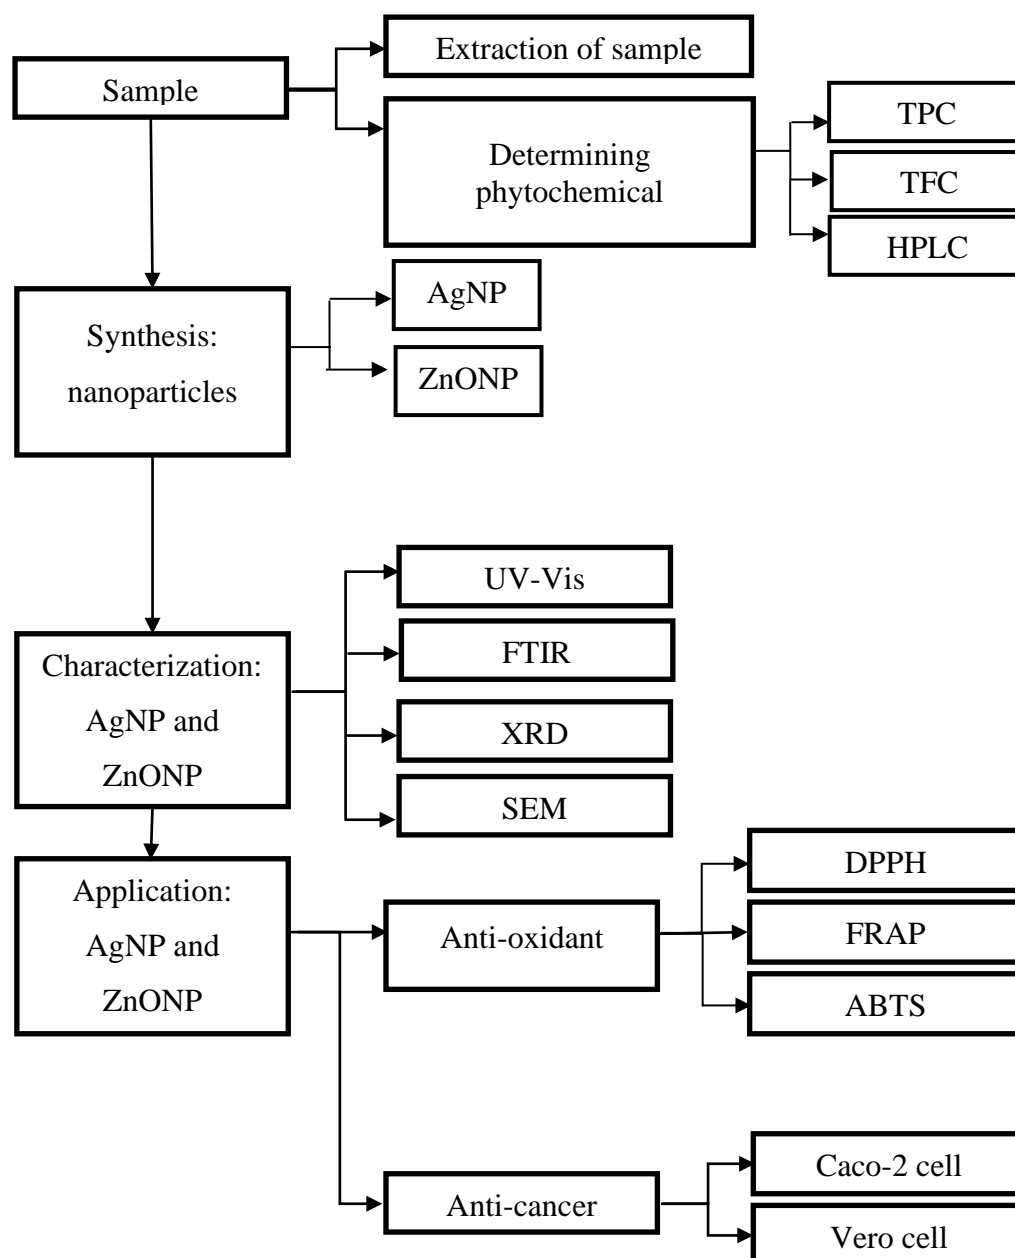 Extraction of sample
Sample
Determining
phytochemical
TPC
TFC
HPLC
Synthesis:
nanoparticles
AgNP
ZnONP
Characterization:
AgNP and
ZnONP
UV-Vis
FTIR
XRD
SEM
Application:
AgNP and
ZnONP
Anti-oxidant
DPPH
FRAP
ABTS
Anti-cancer
Caco-2 cell
Vero cell